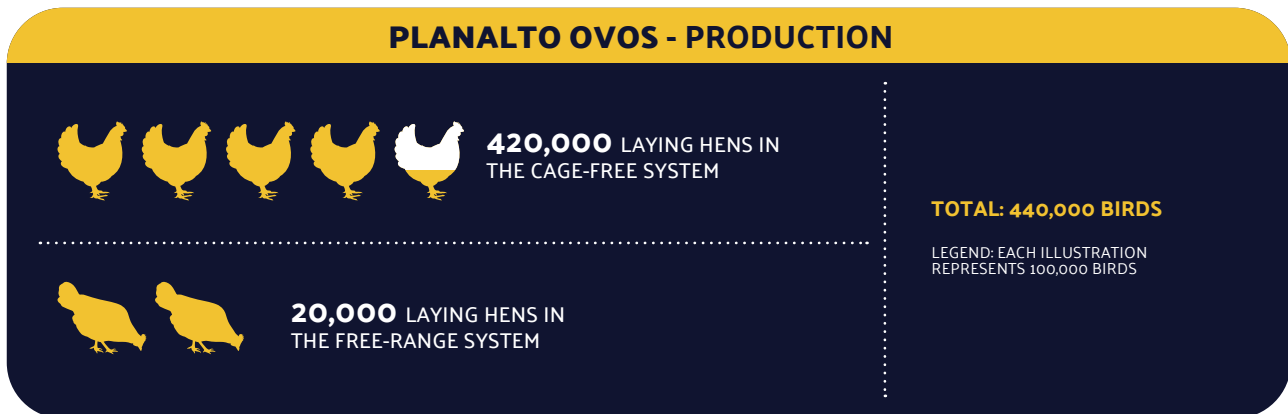 PLANALTO OVOS - PRODUCTION
420,000 LAYING HENS IN
THE CAGE-FREE SYSTEM
20,000 LAYING HENS IN
THE FREE-RANGE SYSTEM
TOTAL: 440,000 BIRDS
LEGEND: EACH ILLUSTRATION
REPRESENTS 100,000 BIRDS